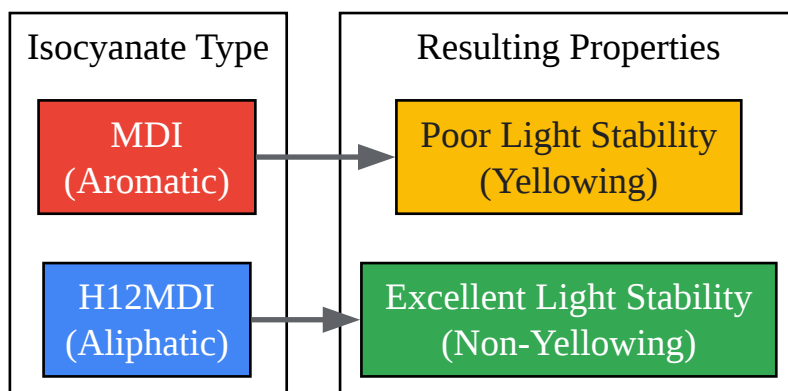 Isocyanate Type
Resulting Properties
MDI
(Aromatic)
Poor Light Stability
(Yellowing)
H12MDI
(Aliphatic)
Excellent Light Stability
(Non-Yellowing)